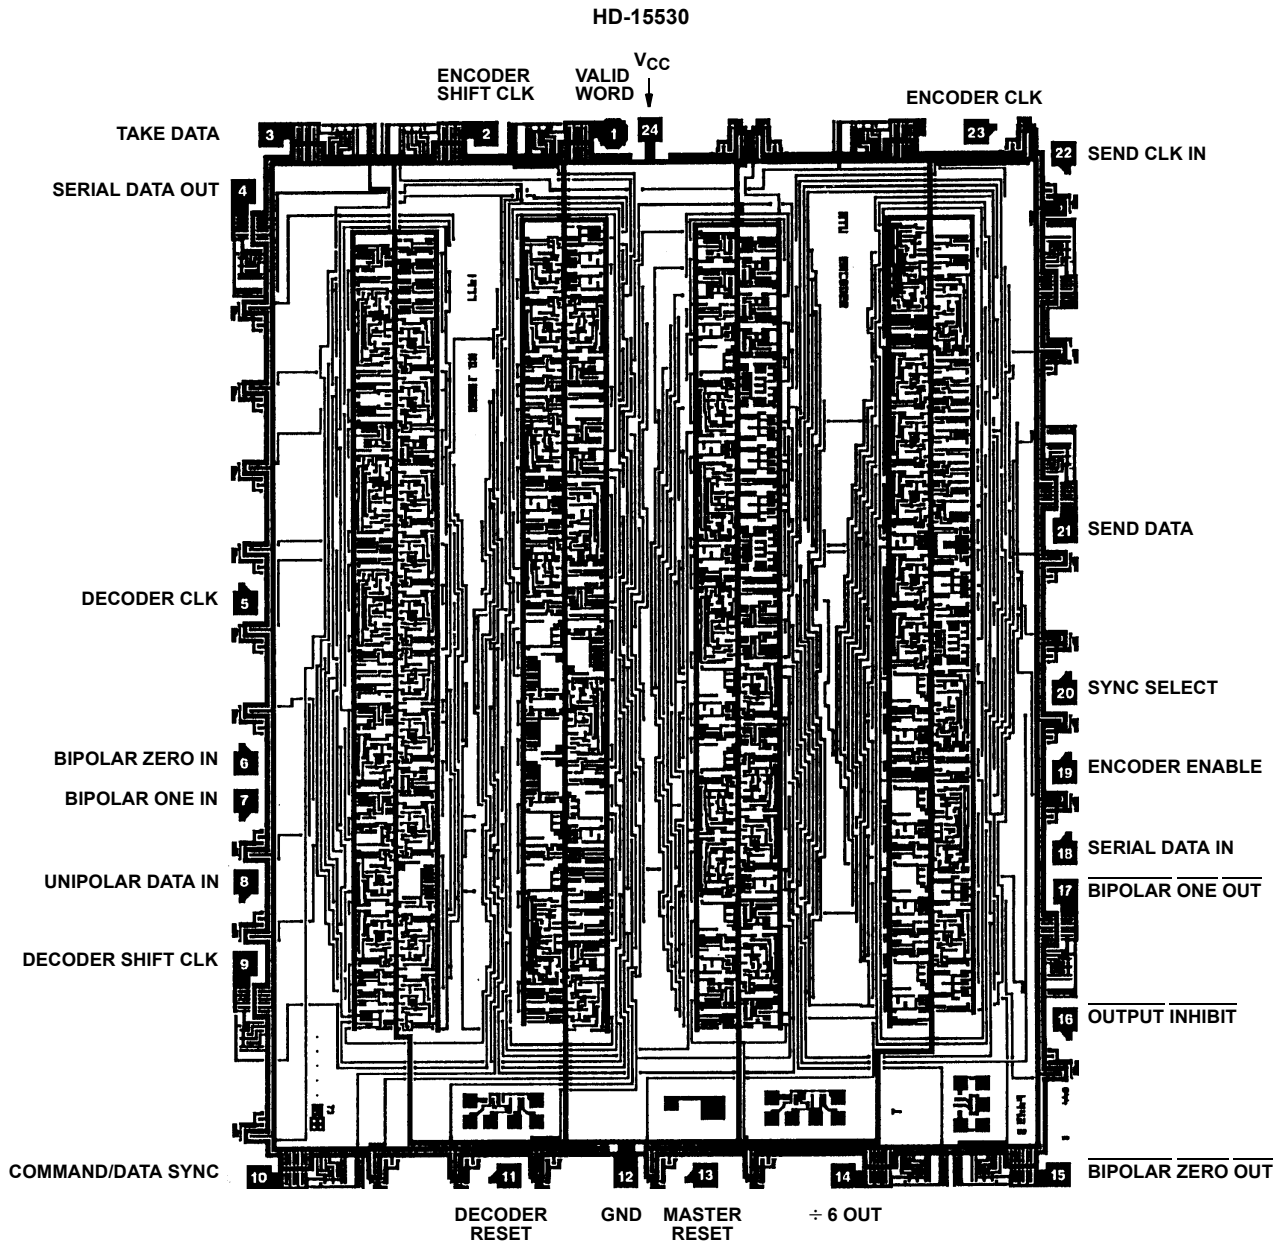 HD-15530
VCC
ENCODER
SHIFT CLK
VALID
WORD
ENCODER CLK
TAKE DATA
3
2
1
24
23
22
SEND CLK IN
SERIAL DATA OUT
4
21
SEND DATA
DECODER CLK
5
20
SYNC SELECT
BIPOLAR ZERO IN
6
19
ENCODER ENABLE
BIPOLAR ONE IN
7
18
SERIAL DATA IN
UNIPOLAR DATA IN
8
17
BIPOLAR ONE OUT
DECODER SHIFT CLK
9
16
OUTPUT INHIBIT
COMMAND/DATA SYNC
10
11
12
13
14
15
BIPOLAR ZERO OUT
DECODER
RESET
GND
MASTER
RESET
÷ 6 OUT